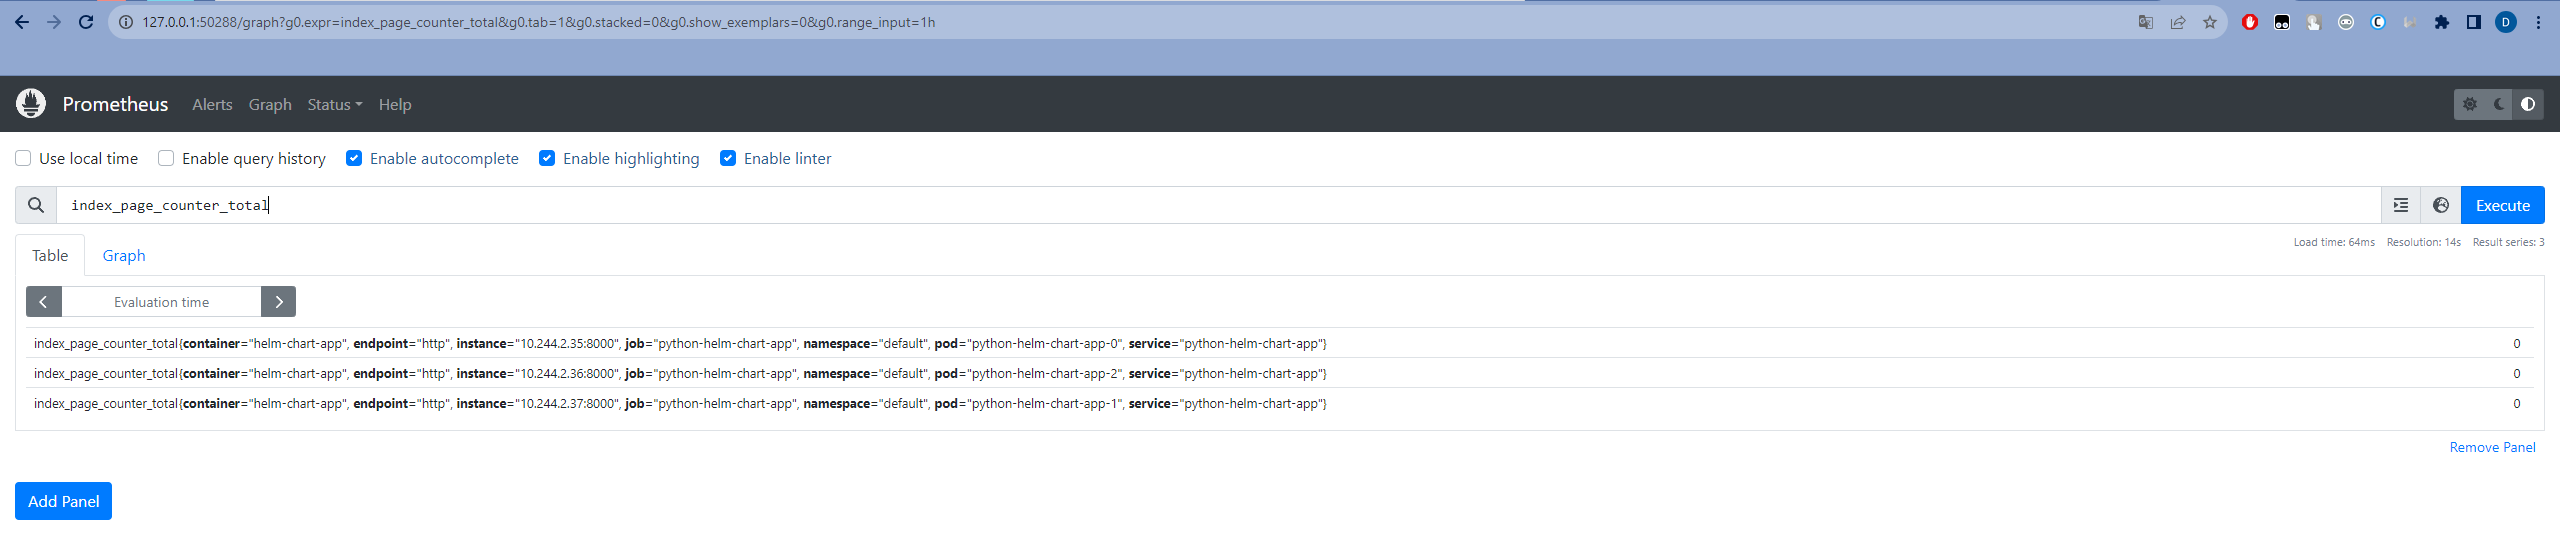 127.0.0.1:50288/graph?g0.expr=index_page_counter_total&g0.tab=1&g0.stacked=0&g0.show_exemplars=0&g0.range_input=1h
D
Prometheus Alerts Graph Status Help
Use local time Enable query history Enable autocomplete Enable highlighting Enable linter
index_page_counter_total
Execute
Table Graph
Load time: 64ms Resolution: 14s Result series: 3
Evaluation time
index_page_counter_total{container="helm-chart-app", endpoint="http", instance="10.244.2.35:8000", job="python-helm-chart-app", namespace="default", pod="python-helm-chart-app-0", service="python-helm-chart-app"} 0
index_page_counter_total{container="helm-chart-app", endpoint="http", instance="10.244.2.36:8000", job="python-helm-chart-app", namespace="default", pod="python-helm-chart-app-2", service="python-helm-chart-app"} 0
index_page_counter_total{container="helm-chart-app", endpoint="http", instance="10.244.2.37:8000", job="python-helm-chart-app", namespace="default", pod="python-helm-chart-app-1", service="python-helm-chart-app"} 0
Remove Panel
Add Panel